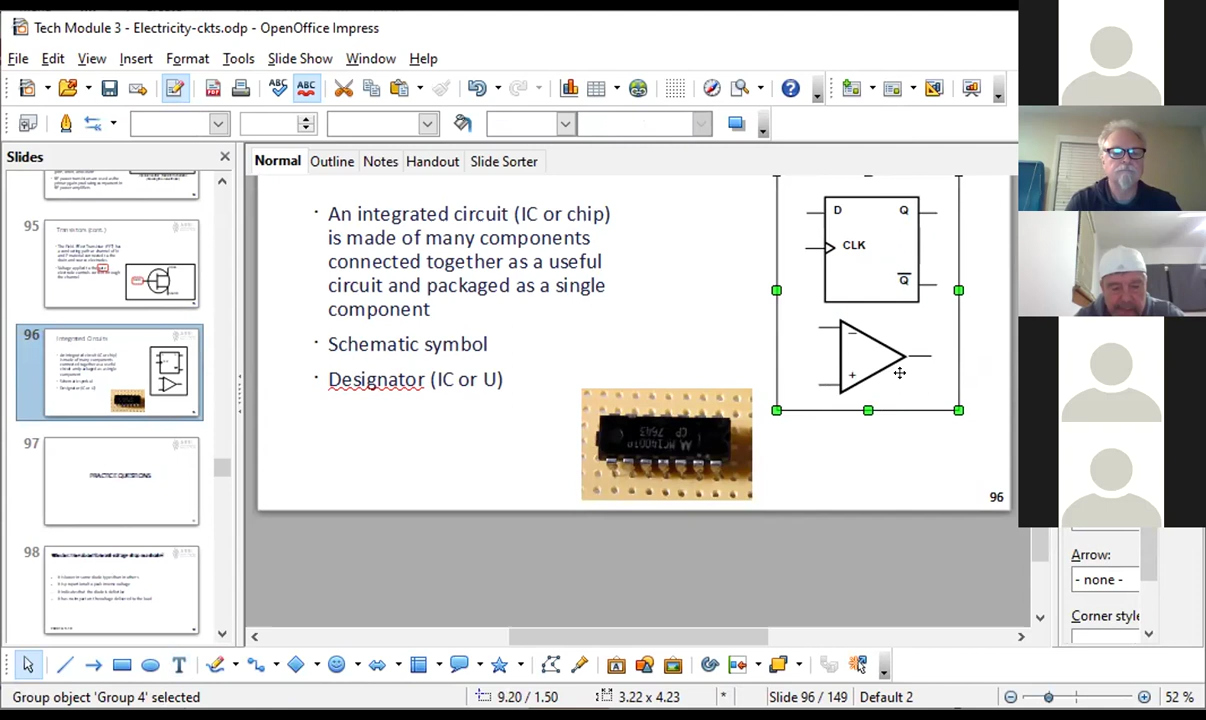 Tech Module 3 - Electricity-ckts.odp - OpenOffice Impress
File Edit View Insert Format Tools Slide Show Window Help
Slides
Normal Outline Notes Handout Slide Sorter
95
Transistors (cont.)
96
Integrated Circuits
97
PRACTICE QUESTIONS
98
· An integrated circuit (IC or chip)
is made of many components
connected together as a useful
circuit and packaged as a single
component
· Schematic symbol
· Designator (IC or U)
D Q
CLK
Q
−
+
96
Arrow:
- none -
Corner style
Group object 'Group 4' selected
9.20 / 1.50
3.22 x 4.23
*
Slide 96 / 149
Default 2
52 %